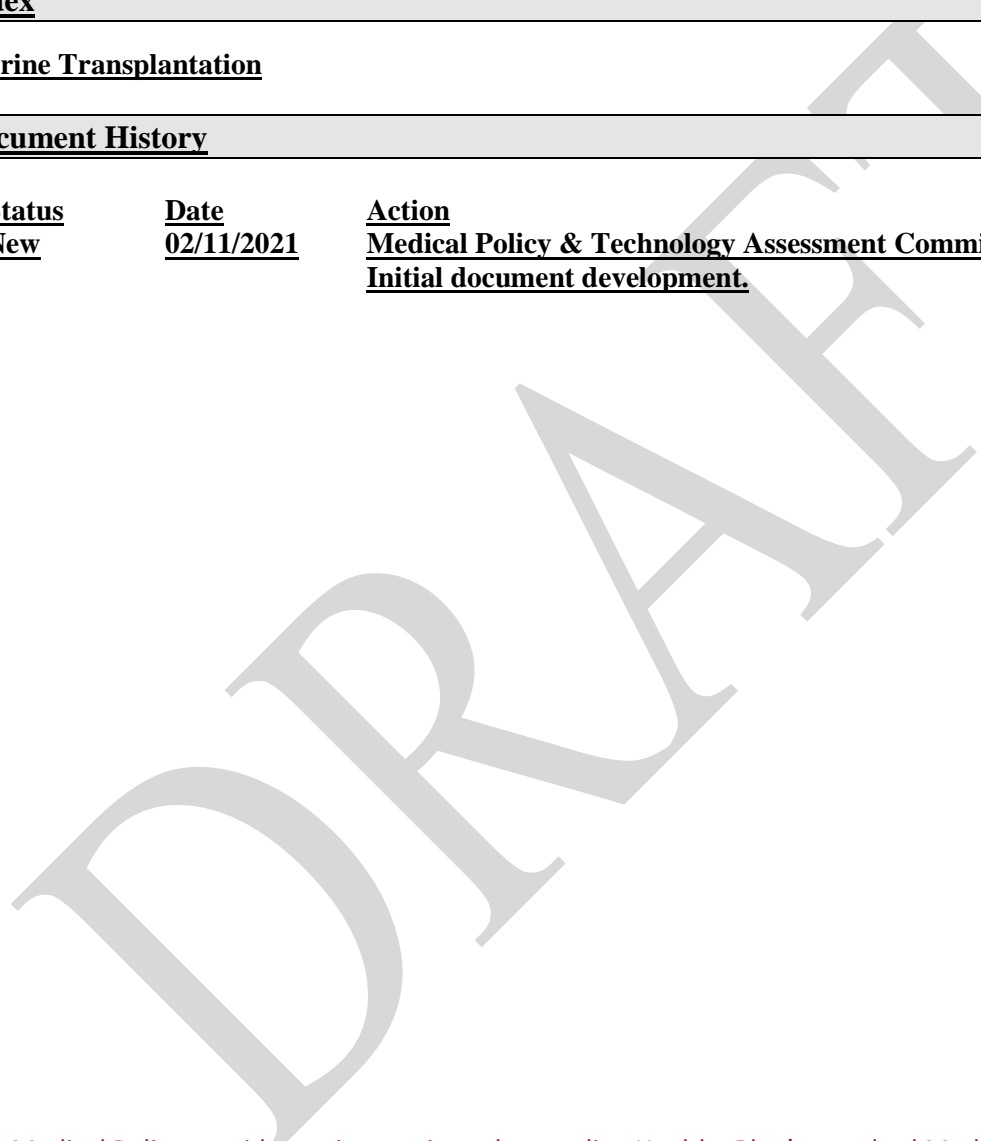 dex
rine Transplantation
cument History
tatus Date Action
New 02/11/2021 Medical Policy & Technology Assessment Commi
Initial document development.
DRAFT